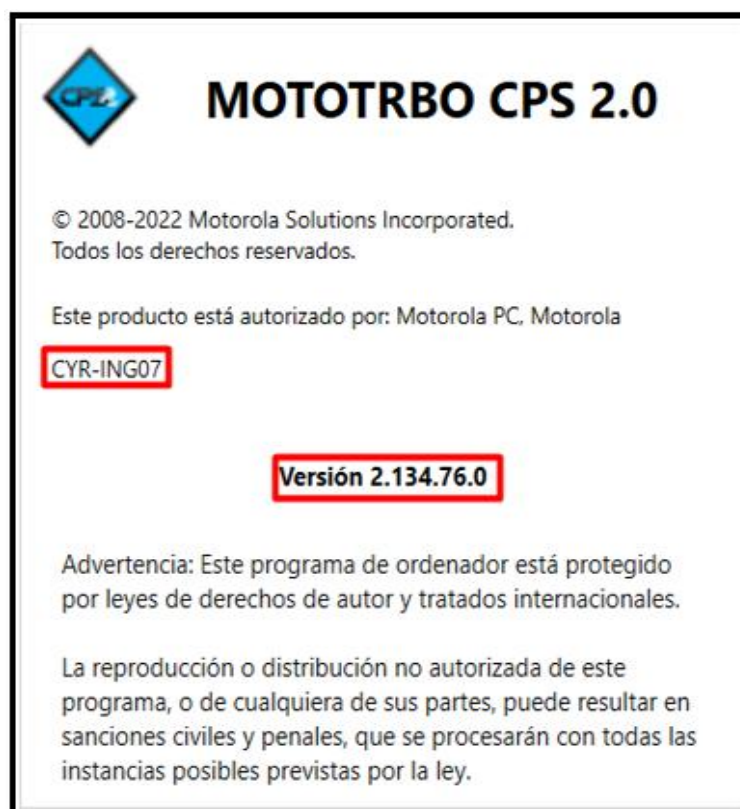 CPS2
MOTOTRBO CPS 2.0
© 2008-2022 Motorola Solutions Incorporated.
Todos los derechos reservados.
Este producto está autorizado por: Motorola PC, Motorola
CYR-ING07
Versión 2.134.76.0
Advertencia: Este programa de ordenador está protegido
por leyes de derechos de autor y tratados internacionales.
La reproducción o distribución no autorizada de este
programa, o de cualquiera de sus partes, puede resultar en
sanciones civiles y penales, que se procesarán con todas las
instancias posibles previstas por la ley.